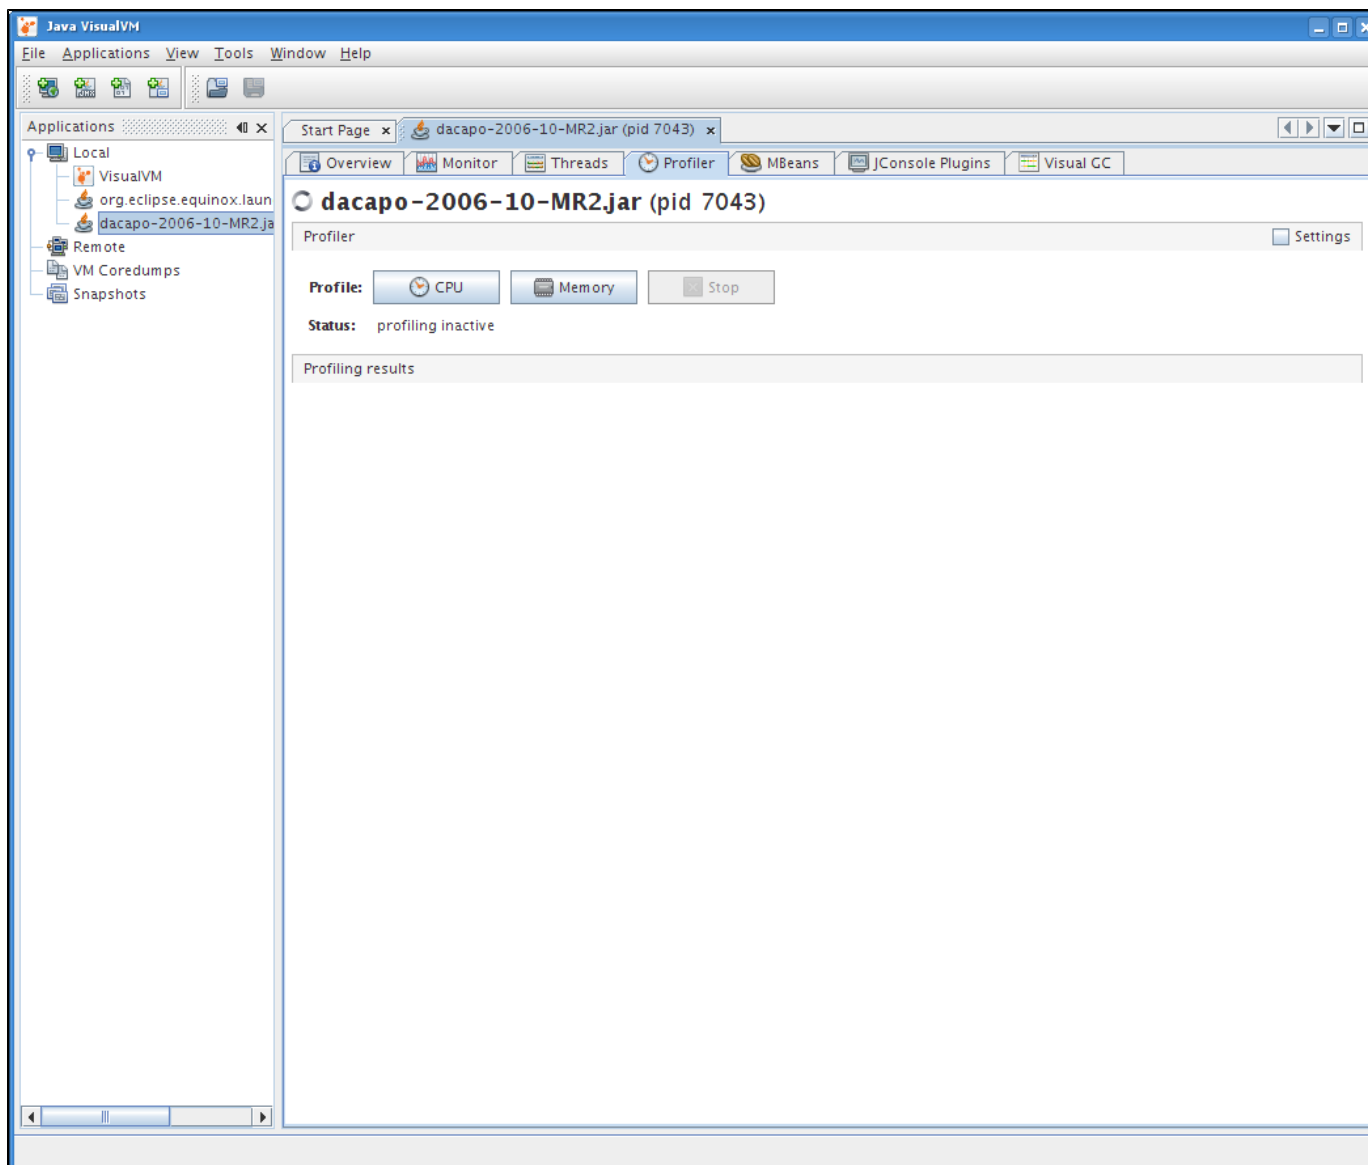 Java VisualVM
File Applications View Tools Window Help
Applications
Local
VisualVM
org.eclipse.equinox.laun
dacapo-2006-10-MR2.ja
Remote
VM Coredumps
Snapshots
Start Page dacapo-2006-10-MR2.jar (pid 7043)
Overview Monitor Threads Profiler MBeans JConsole Plugins Visual GC
dacapo-2006-10-MR2.jar (pid 7043)
Profiler Settings
Profile: CPU Memory Stop
Status: profiling inactive
Profiling results